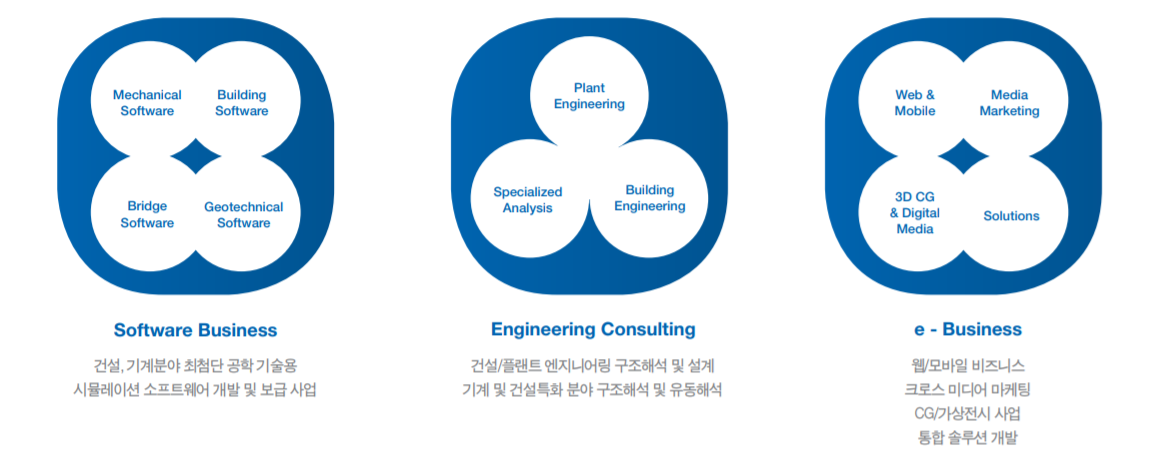 Mechanical
Software
Building
Software
Bridge
Software
Geotechnical
Software
Software Business
건설, 기계분야 최첨단 공학 기술용
시뮬레이션 소프트웨어 개발 및 보급 사업
Plant
Engineering
Specialized
Analysis
Building
Engineering
Engineering Consulting
건설/플랜트 엔지니어링 구조해석 및 설계
기계 및 건설특화 분야 구조해석 및 유동해석
Web &
Mobile
Media
Marketing
3D CG
& Digital
Media
Solutions
e - Business
웹/모바일 비즈니스
크로스 미디어 마케팅
CG/가상전시 사업
통합 솔루션 개발